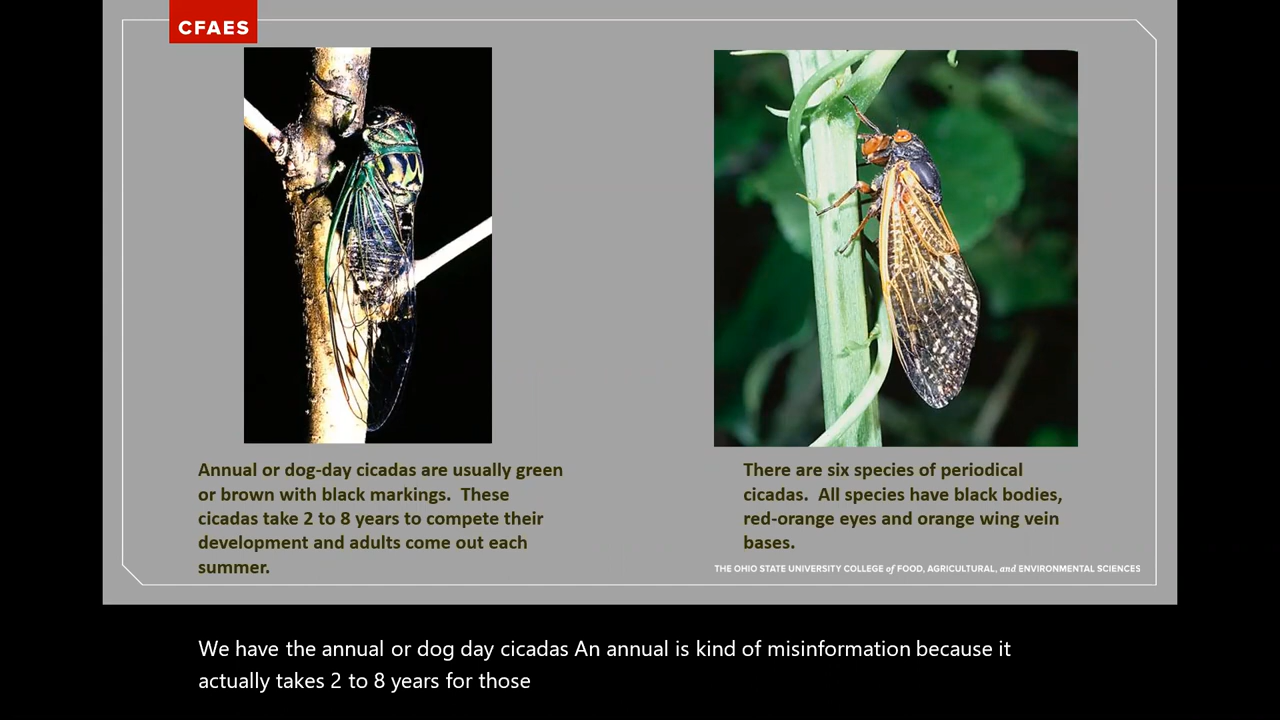 CFAES
Annual or dog-day cicadas are usually green
or brown with black markings.  These
cicadas take 2 to 8 years to compete their
development and adults come out each
summer.
There are six species of periodical
cicadas.  All species have black bodies,
red-orange eyes and orange wing vein
bases.
THE OHIO STATE UNIVERSITY COLLEGE of FOOD, AGRICULTURAL, and ENVIRONMENTAL SCIENCES
We have the annual or dog day cicadas An annual is kind of misinformation because it
actually takes 2 to 8 years for those